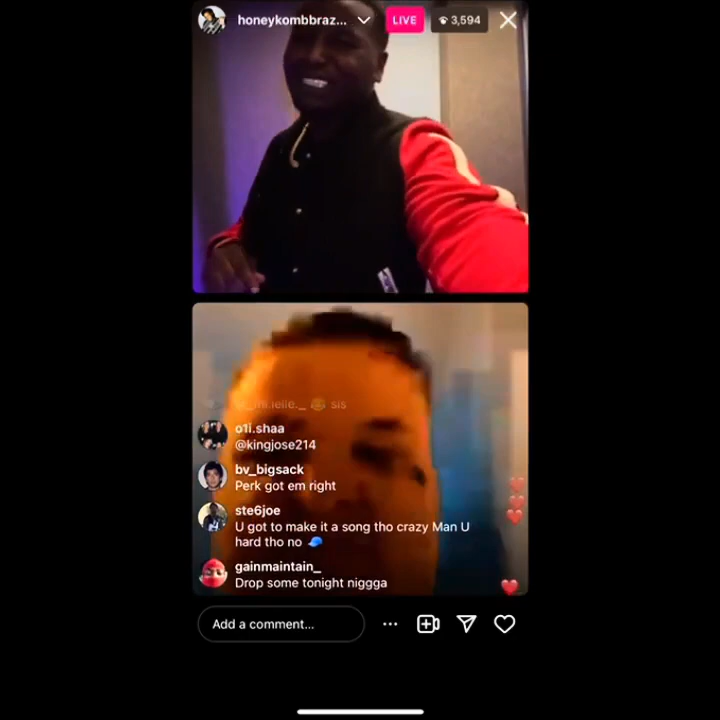 honeykombbraz...
LIVE
3,594
sis
o1i.shaa
@kingjose214
bv_bigsack
Perk got em right
ste6joe
U got to make it a song tho crazy Man U
hard tho no 🧢
gainmaintain_
Drop some tonight niggga
Add a comment...